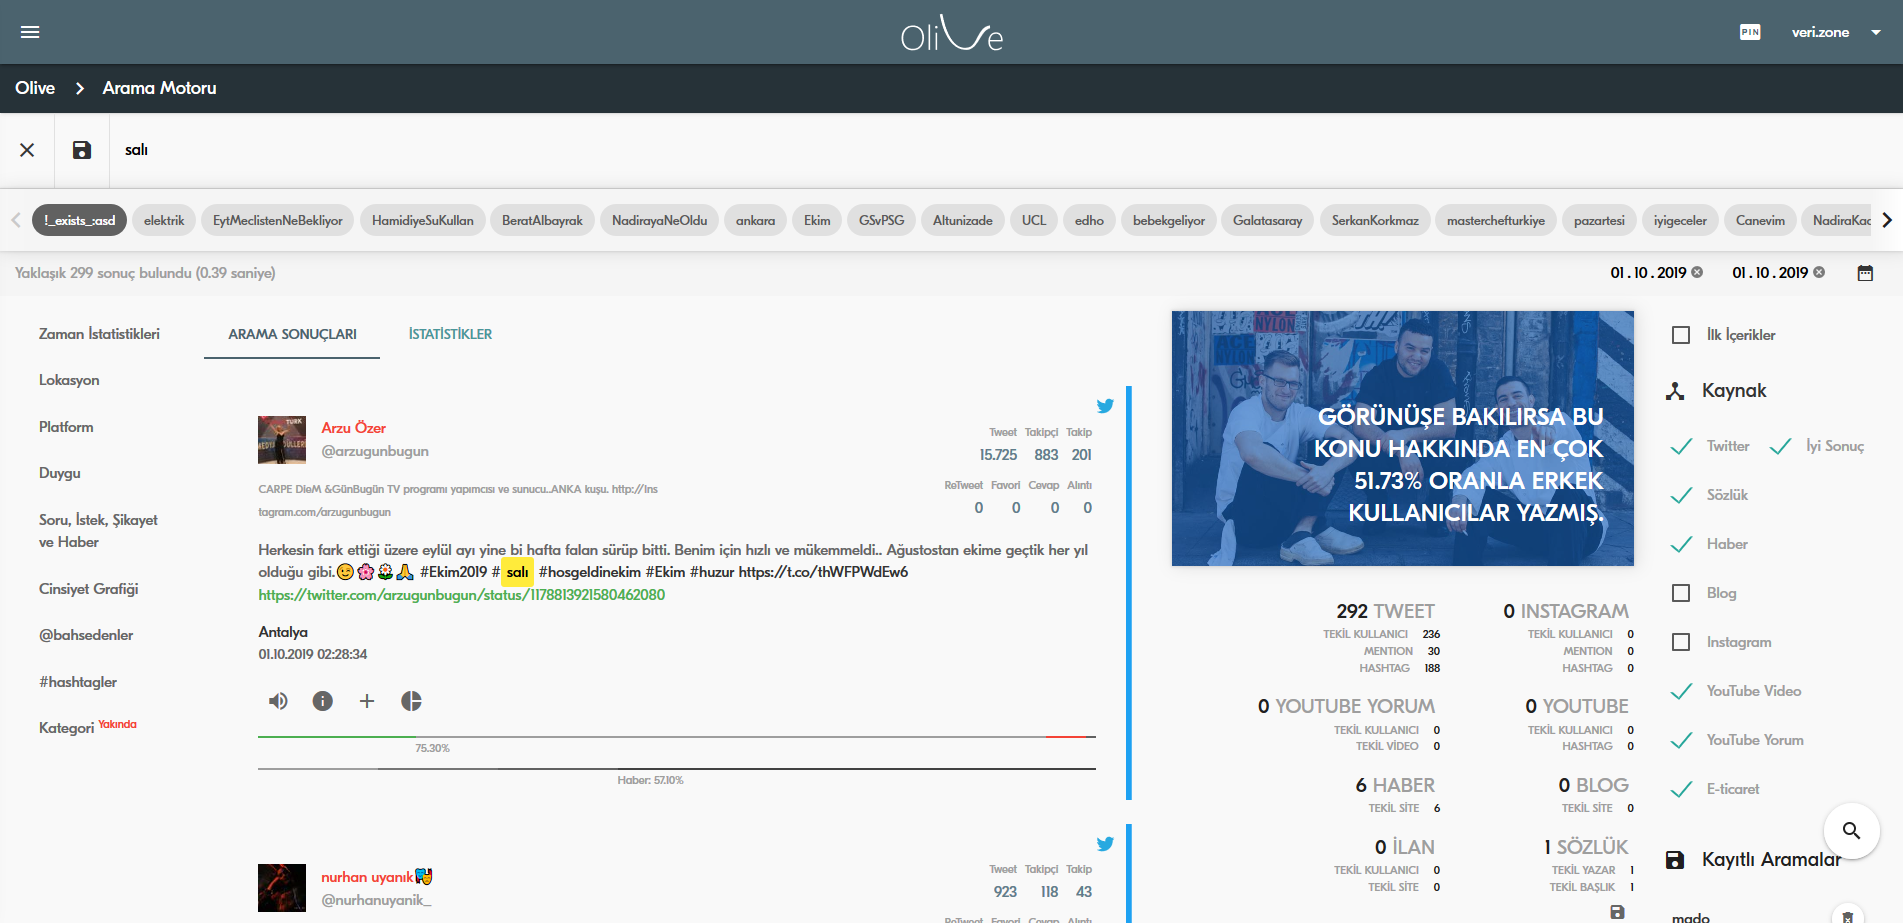 Olive
PIN
veri.zone
Olive > Arama Motoru
salı
!_exists_:asd
elektrik
EytMeclistenNeBekliyor
HamidiyeSuKullan
BeratAlbayrak
NadirayaNeOldu
ankara
Ekim
GSvPSG
Altunizade
UCL
edho
bebekgeliyor
Galatasaray
SerkanKorkmaz
masterchefturkiye
pazartesi
iyigeceler
Canevim
NadiraKac
Yaklaşık 299 sonuç bulundu (0.39 saniye)
01 . 10 . 2019
01 . 10 . 2019
Zaman İstatistikleri
Lokasyon
Platform
Duygu
Soru, İstek, Şikayet
ve Haber
Cinsiyet Grafiği
@bahsedenler
#hashtagler
Kategori Yakında
ARAMA SONUÇLARI
İSTATİSTİKLER
Arzu Özer
@arzugunbugun
CARPE DieM &GünBugün TV programı yapımcısı ve sunucu..ANKA kuşu. http://ins
tagram.com/arzugunbugun
Tweet Takipçi Takip
15.725 883 201
ReTweet Favori Cevap Alıntı
0 0 0 0
Herkesin fark ettiği üzere eylül ayı yine bi hafta falan sürüp bitti. Benim için hızlı ve mükemmeldi.. Ağustostan ekime geçtik her yıl
olduğu gibi.😉🌸🌼🙏 #Ekim2019 # salı #hosgeldinekim #Ekim #huzur https://t.co/thWFPWdEw6
https://twitter.com/arzugunbugun/status/1178813921580462080
Antalya
01.10.2019 02:28:34
75.30%
Haber: 57.10%
nurhan uyanık🎭
@nurhanuyanik_
Tweet Takipçi Takip
923 118 43
ReTweet Favori Cevap Alıntı
NYLON
ACE
NYLON
GÖRÜNÜŞE BAKILIRSA BU
KONU HAKKINDA EN ÇOK
51.73% ORANLA ERKEK
KULLANICILAR YAZMIŞ.
292 TWEET
TEKİL KULLANICI 236
MENTION 30
HASHTAG 188
0 INSTAGRAM
TEKİL KULLANICI 0
MENTION 0
HASHTAG 0
0 YOUTUBE YORUM
TEKİL KULLANICI 0
TEKİL VİDEO 0
0 YOUTUBE
TEKİL KULLANICI 0
HASHTAG 0
6 HABER
TEKİL SİTE 6
0 BLOG
TEKİL SİTE 0
0 İLAN
TEKİL KULLANICI 0
TEKİL SİTE 0
1 SÖZLÜK
TEKİL YAZAR 1
TEKİL BAŞLIK 1
İlk İçerikler
Kaynak
Twitter
İyi Sonuç
Sözlük
Haber
Blog
Instagram
YouTube Video
YouTube Yorum
E-ticaret
Kayıtlı Aramalar
mado